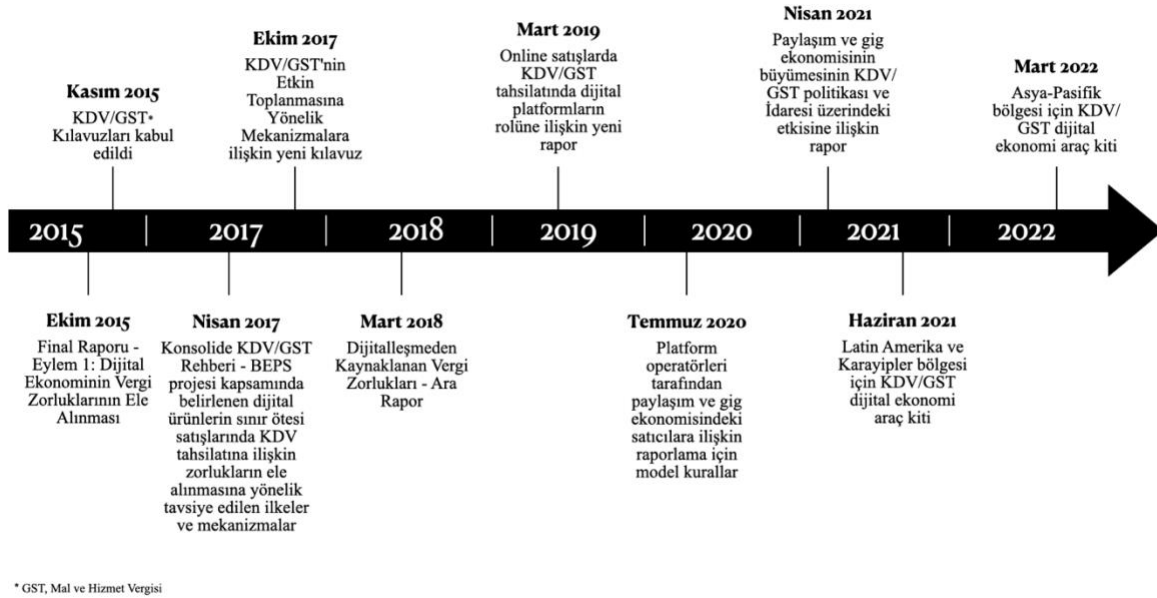 Kasım 2015
KDV/GST*
Kılavuzları kabul
edildi
Ekim 2017
KDV/GST'nin
Etkin
Toplanmasına
Yönelik
Mekanizmalara
ilişkin yeni kılavuz
Mart 2019
Online satışlarda
KDV/GST
tahsilatında dijital
platformların
rolüne ilişkin yeni
rapor
Nisan 2021
Paylaşım ve gig
ekonomisinin
büyümesinin KDV/
GST politikası ve
İdaresi üzerindeki
etkisine ilişkin
rapor
Mart 2022
Asya-Pasifik
bölgesi için KDV/
GST dijital
ekonomi araç kiti
2015 | 2017 | 2018 | 2019 | 2020 | 2021 | 2022
Ekim 2015
Final Raporu -
Eylem 1: Dijital
Ekonominin Vergi
Zorluklarının Ele
Alınması
Nisan 2017
Konsolide KDV/GST
Rehberi - BEPS
projesi kapsamında
belirlenen dijital
ürünlerin sınır ötesi
satışlarında KDV
tahsilatına ilişkin
zorlukların ele
alınmasına yönelik
tavsiye edilen ilkeler
ve mekanizmalar
Mart 2018
Dijitalleşmeden
Kaynaklanan Vergi
Zorlukları - Ara
Rapor
Temmuz 2020
Platform
operatörleri
tarafından
paylaşım ve gig
ekonomisindeki
satıcılara ilişkin
raporlama için
model kurallar
Haziran 2021
Latin Amerika ve
Karayipler bölgesi
için KDV/GST
dijital ekonomi
araç kiti
* GST, Mal ve Hizmet Vergisi